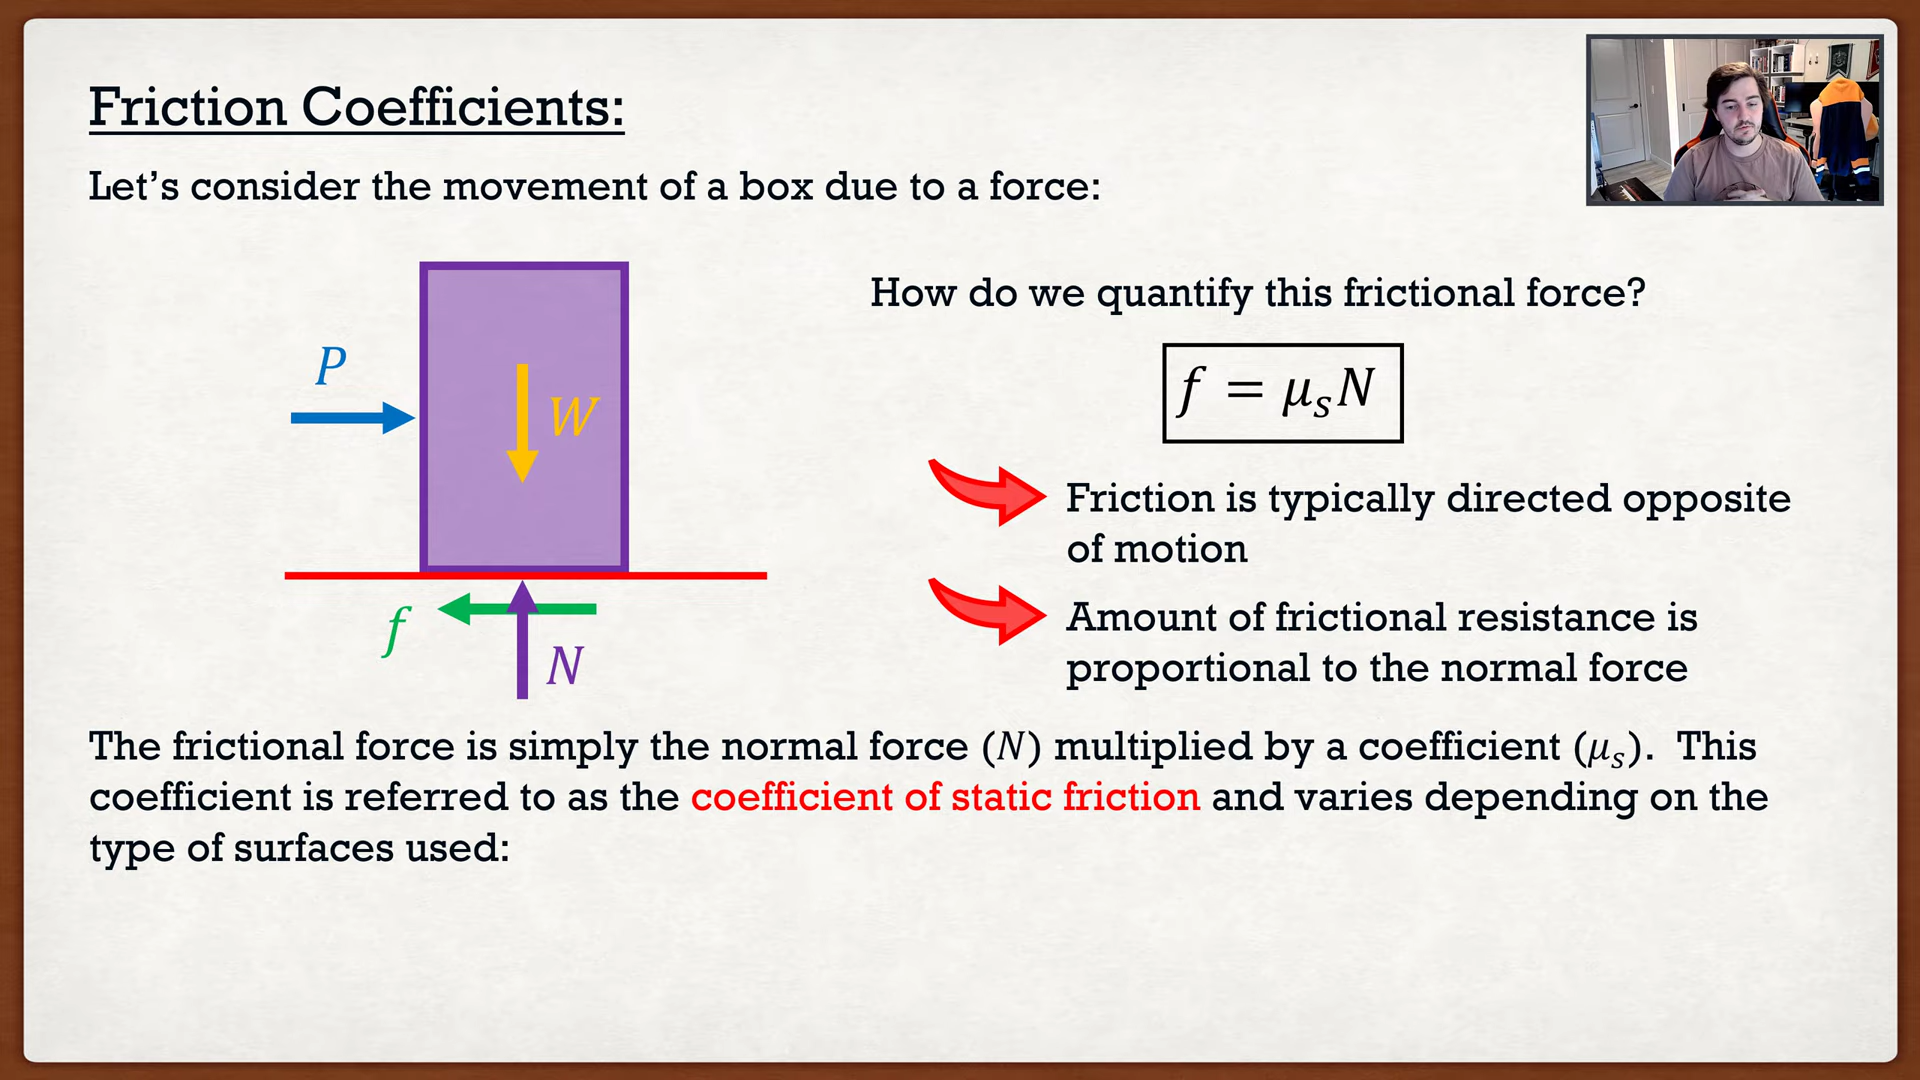 Friction Coefficients:
Let’s consider the movement of a box due to a force:
P
W
f
N
How do we quantify this frictional force?
f = μₛN
Friction is typically directed opposite
of motion
Amount of frictional resistance is
proportional to the normal force
The frictional force is simply the normal force (N) multiplied by a coefficient (μₛ). This
coefficient is referred to as the coefficient of static friction and varies depending on the
type of surfaces used: